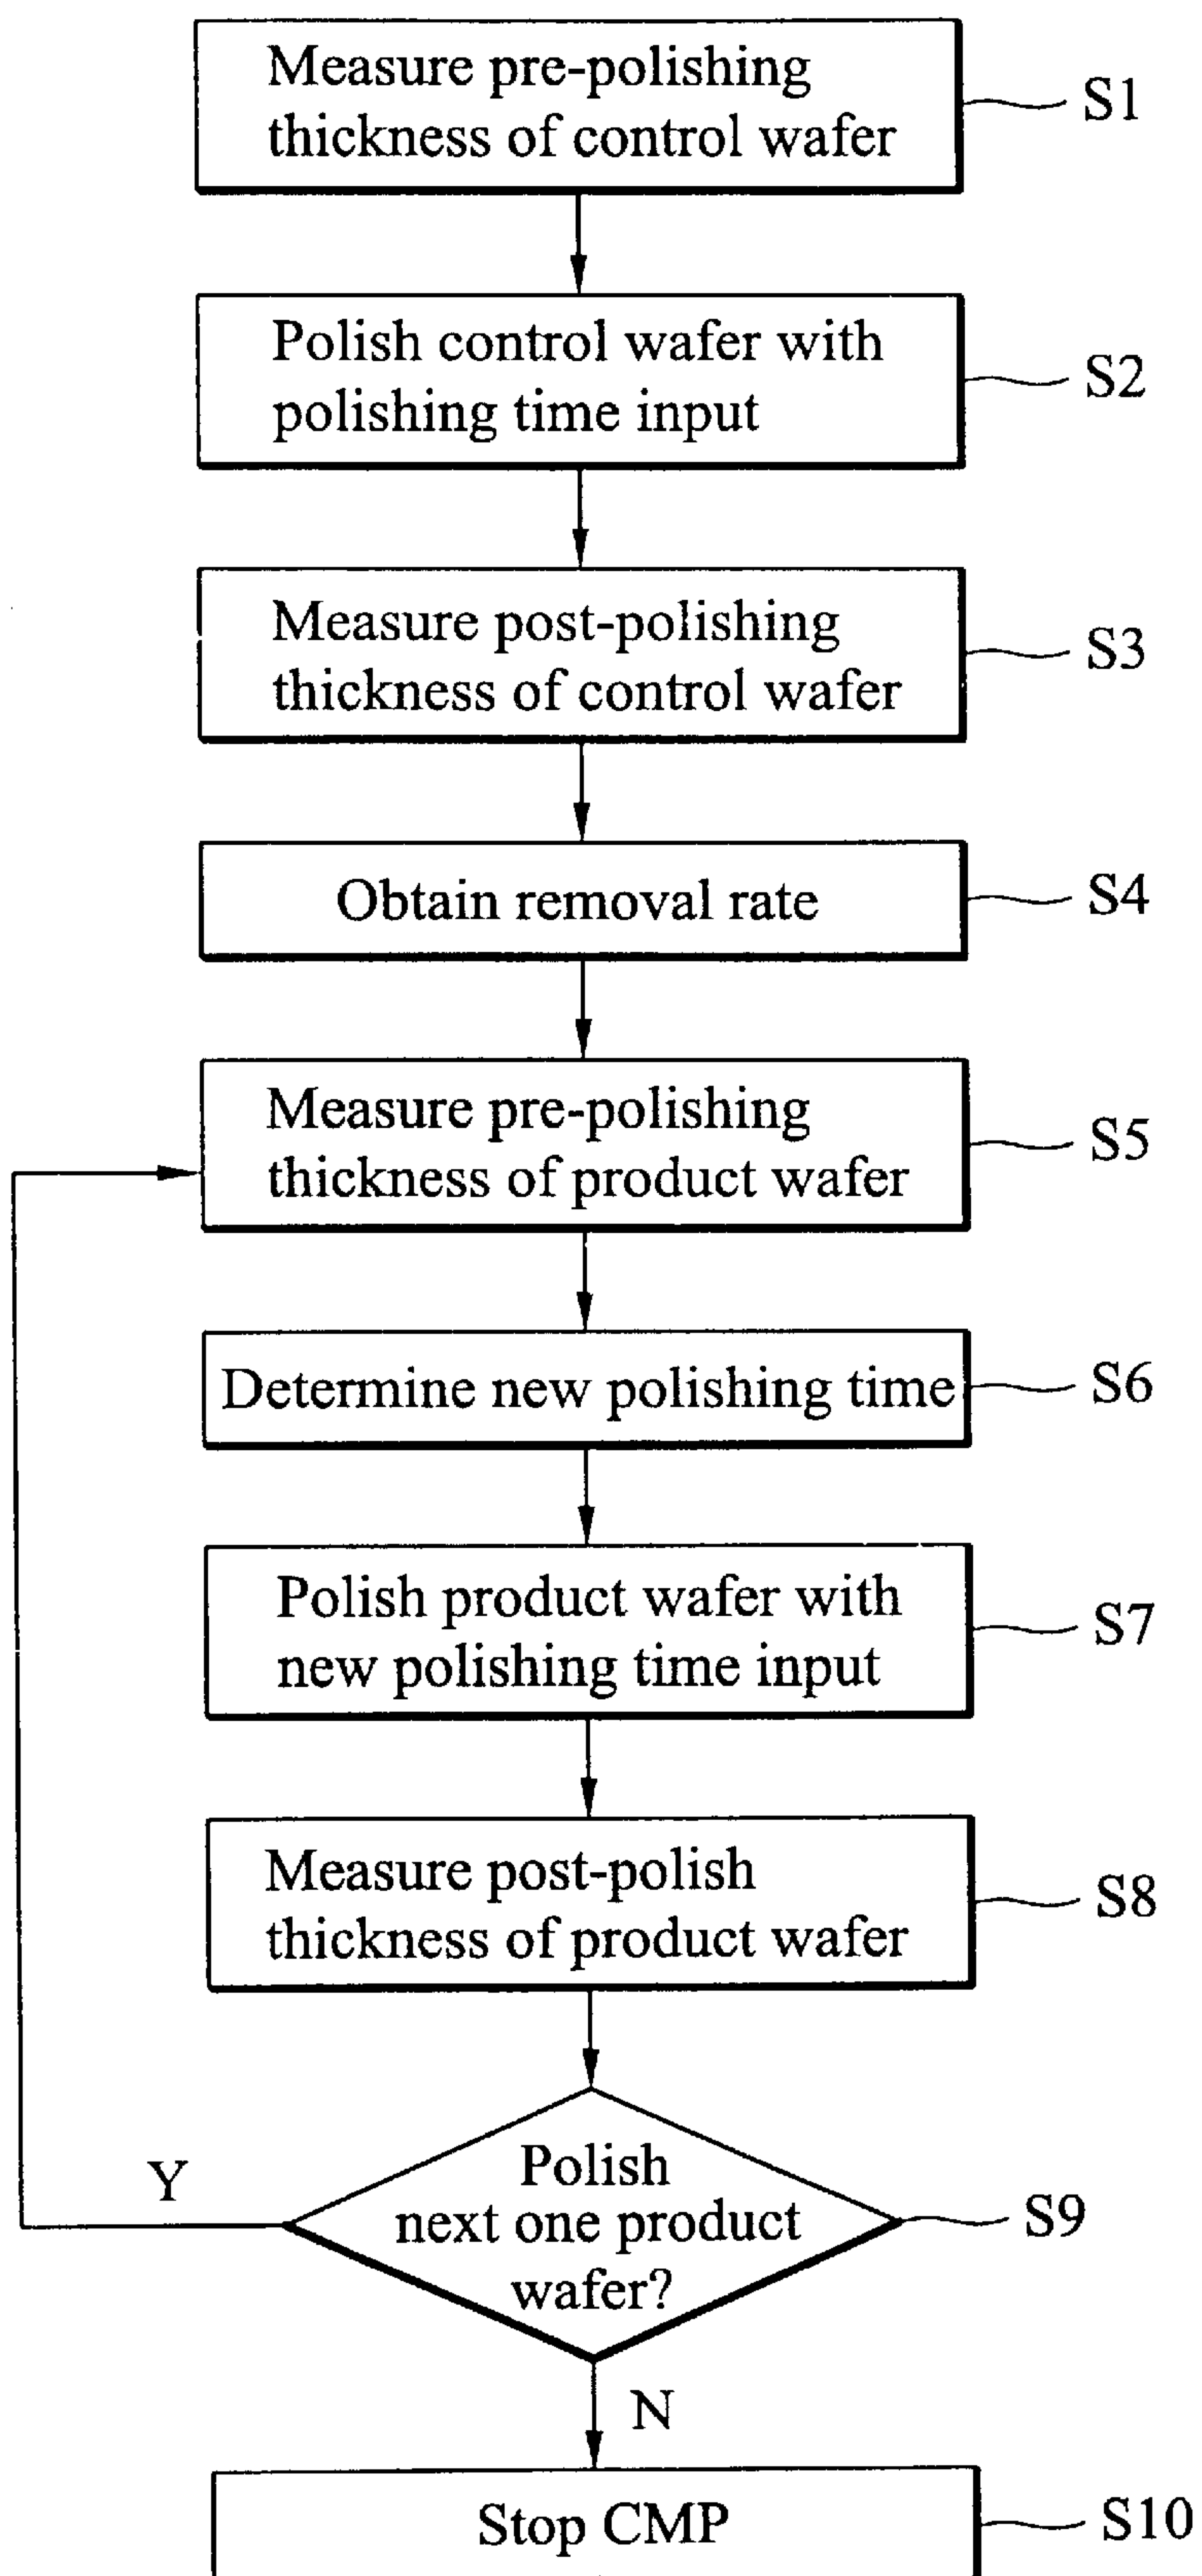 Measure pre-polishing
thickness of control wafer
S1
Polish control wafer with
polishing time input
S2
Measure post-polishing
thickness of control wafer
S3
Obtain removal rate
S4
Measure pre-polishing
thickness of product wafer
S5
Determine new polishing time
S6
Polish product wafer with
new polishing time input
S7
Measure post-polish
thickness of product wafer
S8
Polish
next one product
wafer?
S9
Y
N
Stop CMP
S10